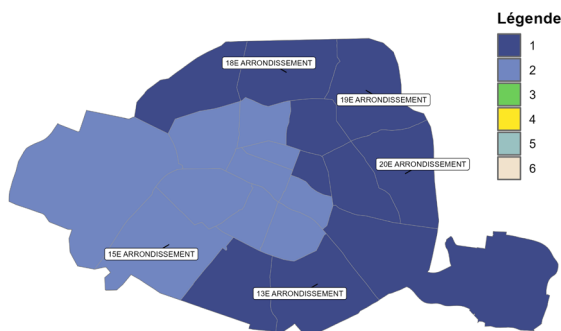 Légende
1
2
3
4
5
6
18E ARRONDISSEMENT
19E ARRONDISSEMENT
20E ARRONDISSEMENT
15E ARRONDISSEMENT
13E ARRONDISSEMENT